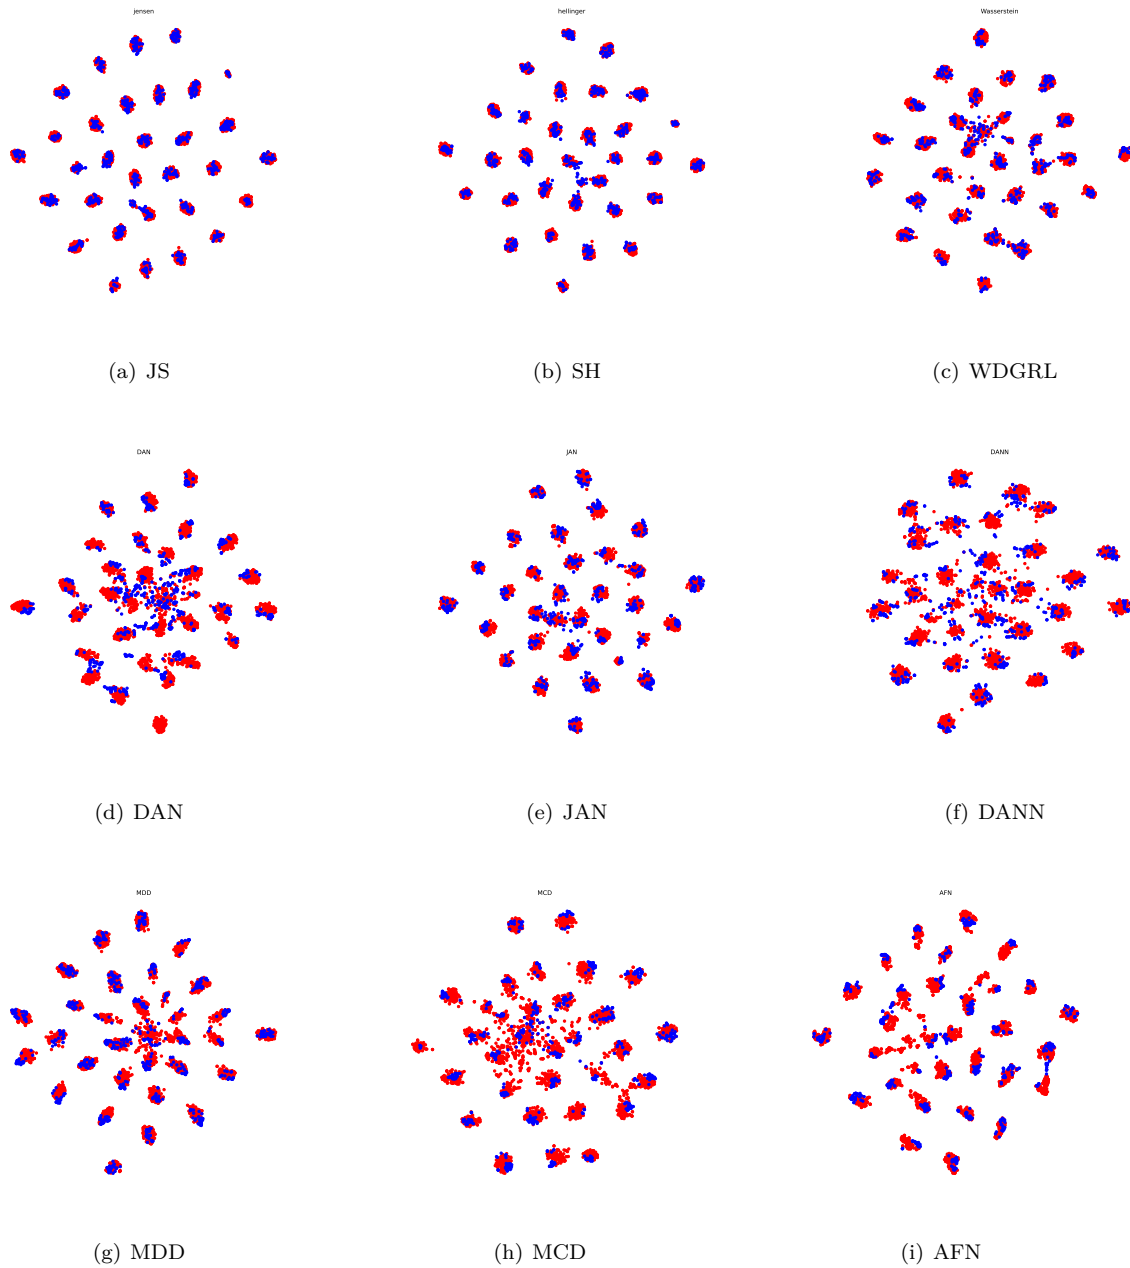 jensen
hellinger
Wasserstein
(a) JS
(b) SH
(c) WDGRL
DAN
JAN
DANN
(d) DAN
(e) JAN
(f) DANN
MDD
MCD
AFN
(g) MDD
(h) MCD
(i) AFN